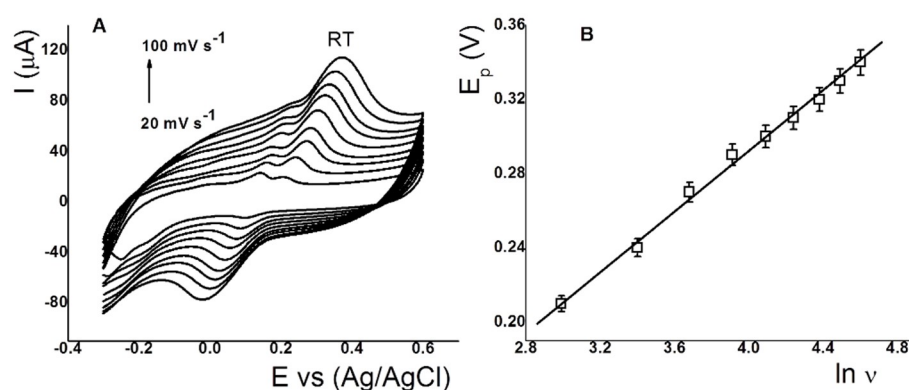 A
RT
100 mV s⁻¹
20 mV s⁻¹
I (µA)
120
80
40
0
-40
-80
-0.4 -0.2 0.0 0.2 0.4 0.6
E vs (Ag/AgCl)
B
Ep (V)
0.36
0.32
0.28
0.24
0.20
2.8 3.2 3.6 4.0 4.4 4.8
ln ν